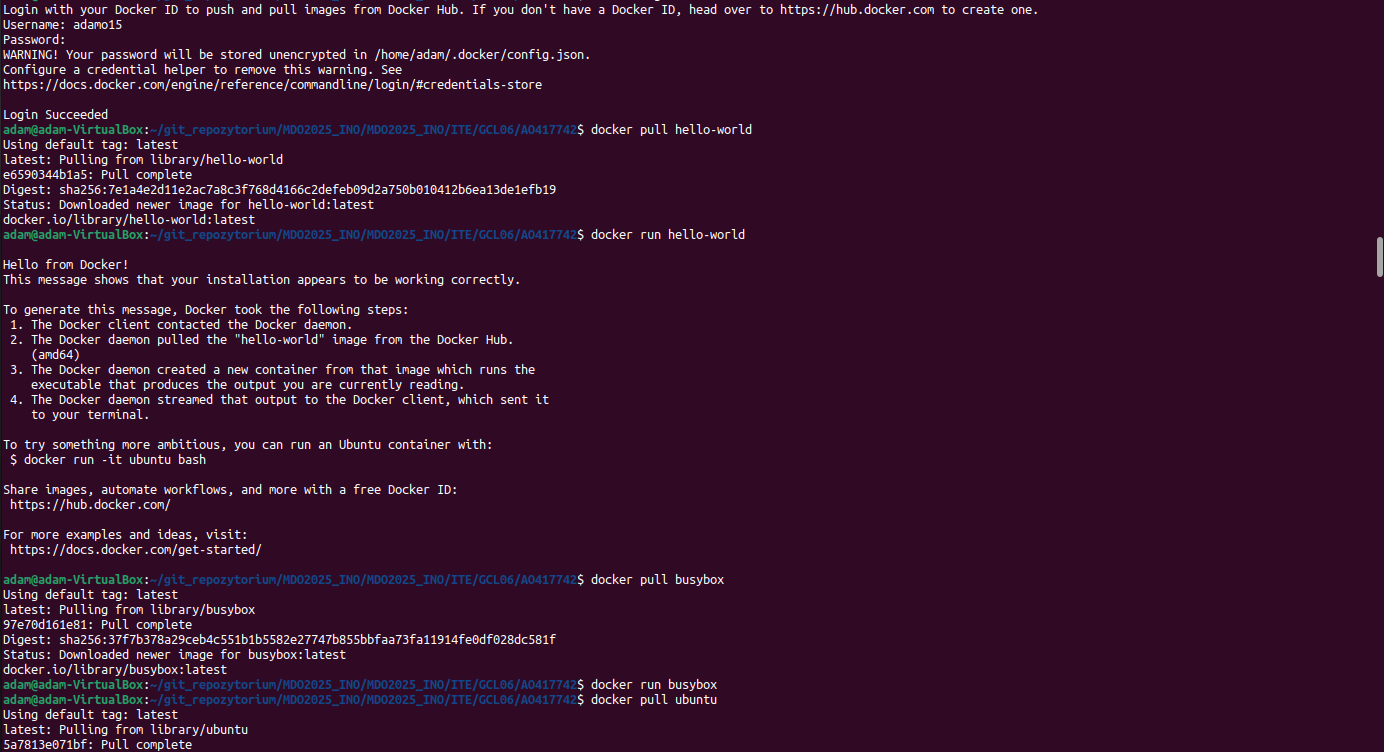 Login with your Docker ID to push and pull images from Docker Hub. If you don't have a Docker ID, head over to https://hub.docker.com to create one.
Username: adamo15
Password:
WARNING! Your password will be stored unencrypted in /home/adam/.docker/config.json.
Configure a credential helper to remove this warning. See
https://docs.docker.com/engine/reference/commandline/login/#credentials-store

Login Succeeded
adam@adam-VirtualBox:~/git_repozytorium/MDO2025_INO/MDO2025_INO/ITE/GCL06/AO417742$ docker pull hello-world
Using default tag: latest
latest: Pulling from library/hello-world
e6590344b1a5: Pull complete
Digest: sha256:7e1a4e2d11e2ac7a8c3f768d4166c2defeb09d2a750b010412b6ea13de1efb19
Status: Downloaded newer image for hello-world:latest
docker.io/library/hello-world:latest
adam@adam-VirtualBox:~/git_repozytorium/MDO2025_INO/MDO2025_INO/ITE/GCL06/AO417742$ docker run hello-world

Hello from Docker!
This message shows that your installation appears to be working correctly.

To generate this message, Docker took the following steps:
 1. The Docker client contacted the Docker daemon.
 2. The Docker daemon pulled the "hello-world" image from the Docker Hub.
    (amd64)
 3. The Docker daemon created a new container from that image which runs the
    executable that produces the output you are currently reading.
 4. The Docker daemon streamed that output to the Docker client, which sent it
    to your terminal.

To try something more ambitious, you can run an Ubuntu container with:
 $ docker run -it ubuntu bash

Share images, automate workflows, and more with a free Docker ID:
 https://hub.docker.com/

For more examples and ideas, visit:
 https://docs.docker.com/get-started/

adam@adam-VirtualBox:~/git_repozytorium/MDO2025_INO/MDO2025_INO/ITE/GCL06/AO417742$ docker pull busybox
Using default tag: latest
latest: Pulling from library/busybox
97e70d161e81: Pull complete
Digest: sha256:37f7b378a29ceb4c551b1b5582e27747b855bbfaa73fa11914fe0df028dc581f
Status: Downloaded newer image for busybox:latest
docker.io/library/busybox:latest
adam@adam-VirtualBox:~/git_repozytorium/MDO2025_INO/MDO2025_INO/ITE/GCL06/AO417742$ docker run busybox
adam@adam-VirtualBox:~/git_repozytorium/MDO2025_INO/MDO2025_INO/ITE/GCL06/AO417742$ docker pull ubuntu
Using default tag: latest
latest: Pulling from library/ubuntu
5a7813e071bf: Pull complete